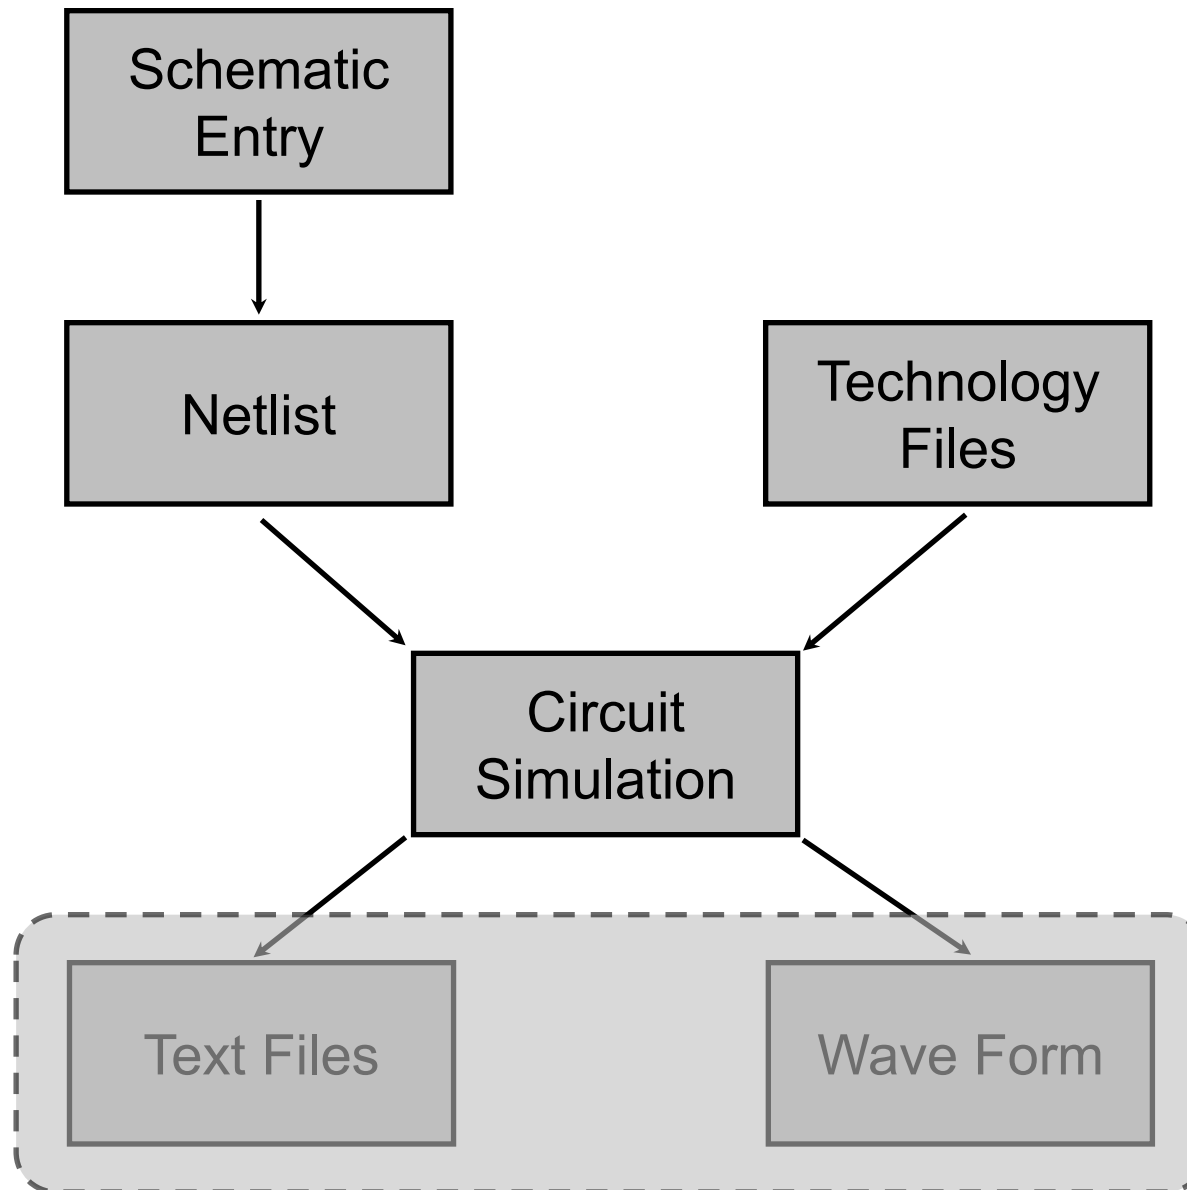 Schematic
Entry
Netlist
Technology
Files
Circuit
Simulation
Text Files
Wave Form